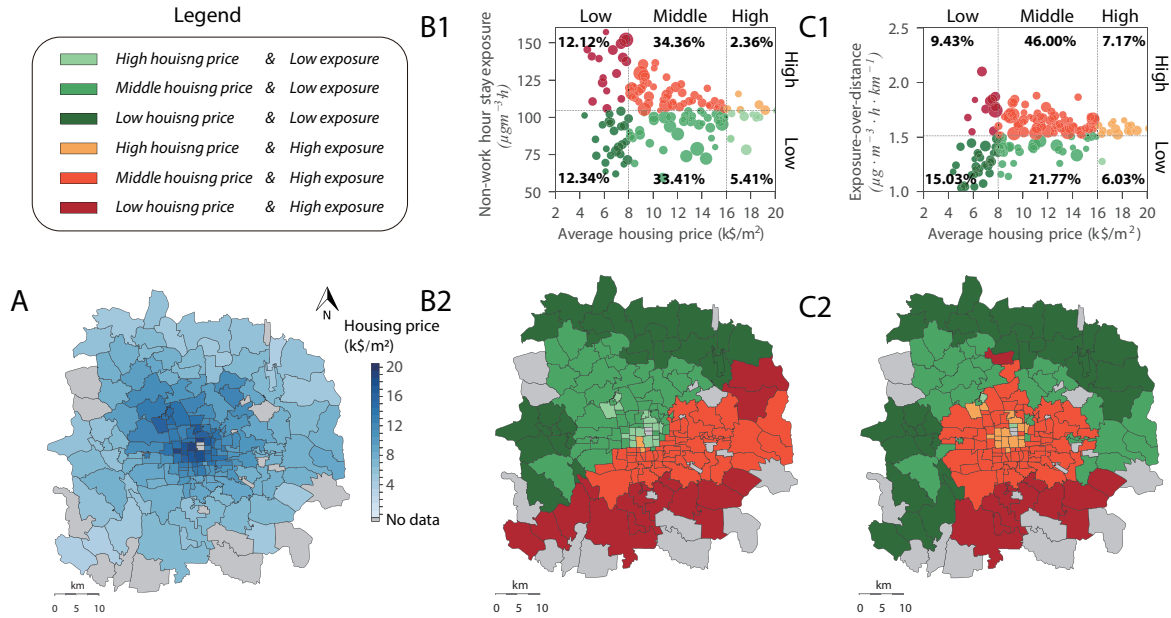 Legend
High houisng price & Low exposure
Middle houisng price & Low exposure
Low houisng price & Low exposure
High houisng price & High exposure
Middle houisng price & High exposure
Low houisng price & High exposure
B1
Low Middle High
12.12% 34.36% 2.36%
High
Low
12.34% 33.41% 5.41%
150
125
100
75
50
Non-work hour stay exposure
(μgm⁻³·h)
2 4 6 8 10 12 14 16 18 20
Average housing price (k$/m²)
C1
Low Middle High
9.43% 46.00% 7.17%
High
Low
15.03% 21.77% 6.03%
2.5
2.0
1.5
1.0
Exposure-over-distance
(μg · m⁻³ · h · km⁻¹)
2 4 6 8 10 12 14 16 18 20
Average housing price (k$/m²)
A
N
Housing price
(k$/m²)
20
16
12
8
4
0
No data
km
0 5 10
B2
km
0 5 10
C2
km
0 5 10